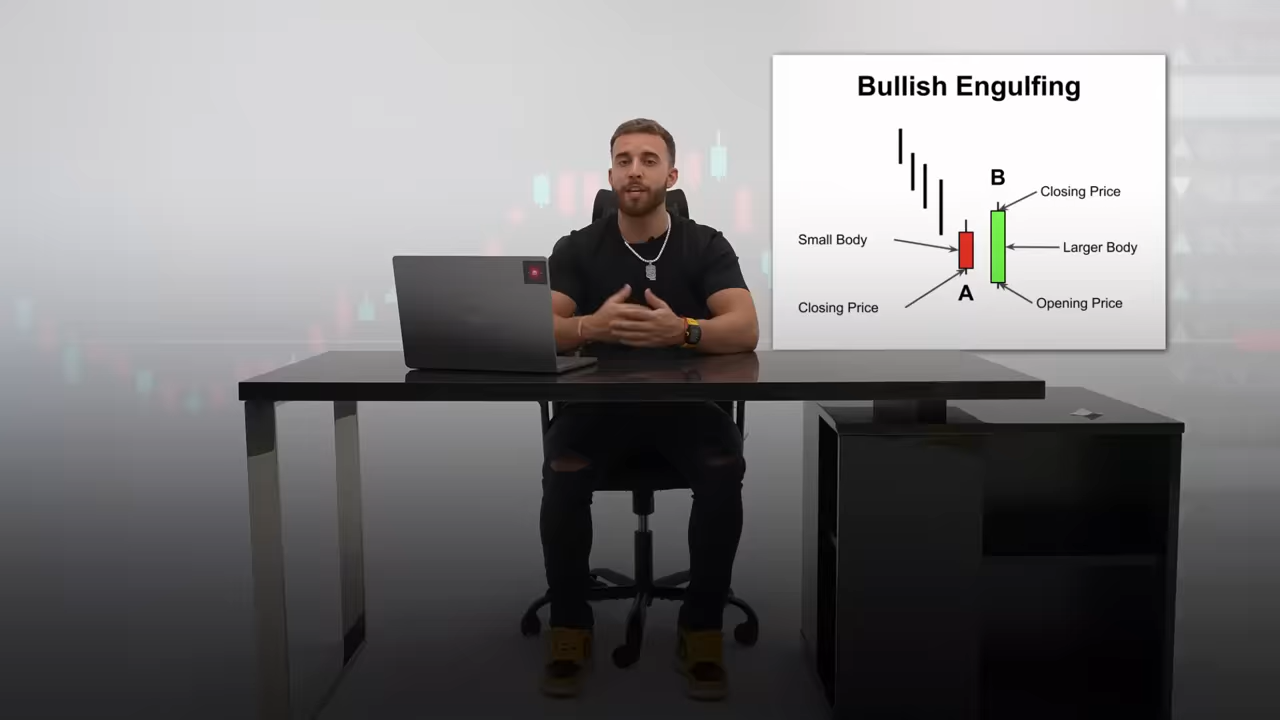 Bullish Engulfing
B
Closing Price
Small Body
Larger Body
A
Closing Price
Opening Price